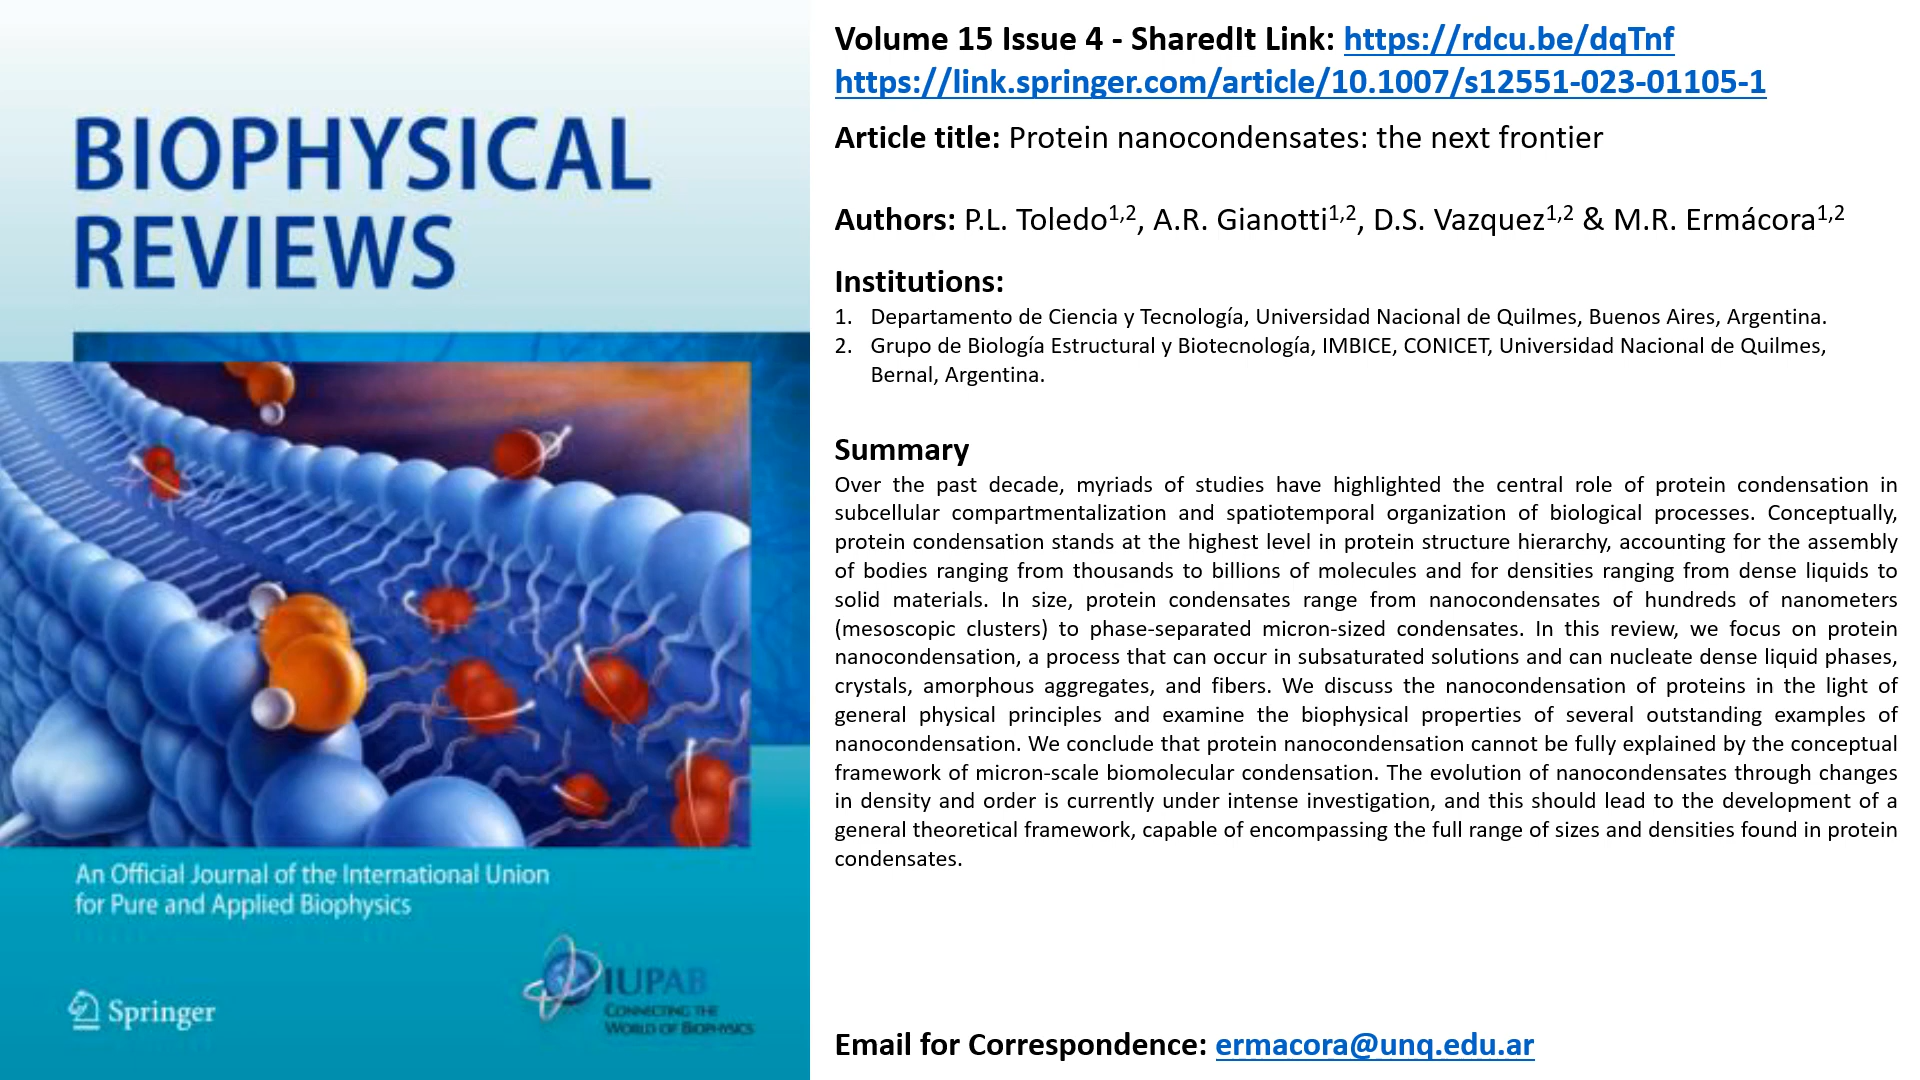 BIOPHYSICAL
REVIEWS
An Official Journal of the International Union
for Pure and Applied Biophysics
Springer
IUPAB
CONNECTING THE
WORLD OF BIOPHYSICS
Volume 15 Issue 4 - SharedIt Link: https://rdcu.be/dqTnf
https://link.springer.com/article/10.1007/s12551-023-01105-1
Article title: Protein nanocondensates: the next frontier
Authors: P.L. Toledo1,2, A.R. Gianotti1,2, D.S. Vazquez1,2 & M.R. Ermácora1,2
Institutions:
1. Departamento de Ciencia y Tecnología, Universidad Nacional de Quilmes, Buenos Aires, Argentina.
2. Grupo de Biología Estructural y Biotecnología, IMBICE, CONICET, Universidad Nacional de Quilmes,
Bernal, Argentina.
Summary
Over the past decade, myriads of studies have highlighted the central role of protein condensation in
subcellular compartmentalization and spatiotemporal organization of biological processes. Conceptually,
protein condensation stands at the highest level in protein structure hierarchy, accounting for the assembly
of bodies ranging from thousands to billions of molecules and for densities ranging from dense liquids to
solid materials. In size, protein condensates range from nanocondensates of hundreds of nanometers
(mesoscopic clusters) to phase-separated micron-sized condensates. In this review, we focus on protein
nanocondensation, a process that can occur in subsaturated solutions and can nucleate dense liquid phases,
crystals, amorphous aggregates, and fibers. We discuss the nanocondensation of proteins in the light of
general physical principles and examine the biophysical properties of several outstanding examples of
nanocondensation. We conclude that protein nanocondensation cannot be fully explained by the conceptual
framework of micron-scale biomolecular condensation. The evolution of nanocondensates through changes
in density and order is currently under intense investigation, and this should lead to the development of a
general theoretical framework, capable of encompassing the full range of sizes and densities found in protein
condensates.
Email for Correspondence: ermacora@unq.edu.ar